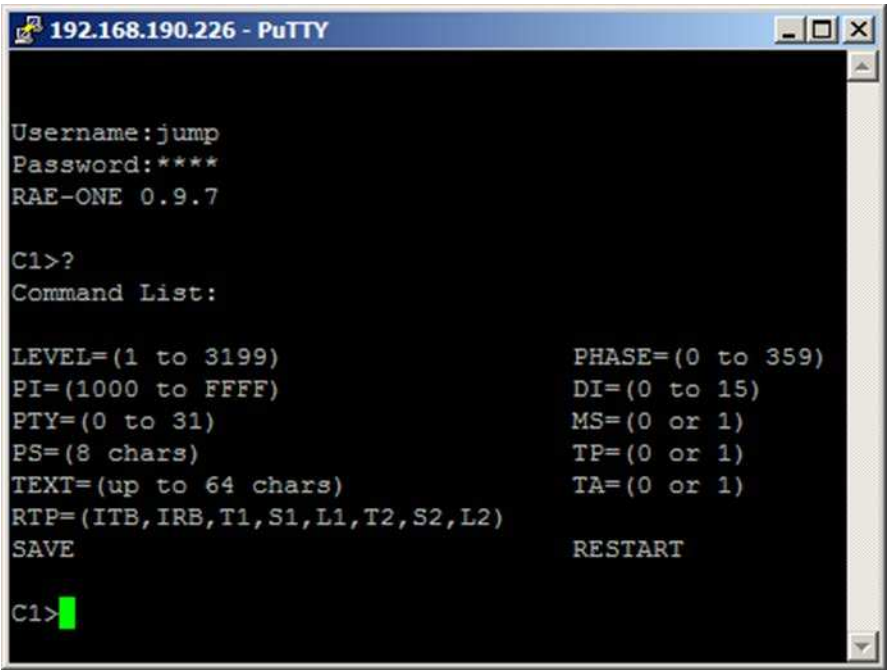 192.168.190.226 - PuTTY
Username:jump
Password:****
RAE-ONE 0.9.7
C1>?
Command List:
LEVEL=(1 to 3199) PHASE=(0 to 359)
PI=(1000 to FFFF) DI=(0 to 15)
PTY=(0 to 31) MS=(0 or 1)
PS=(8 chars) TP=(0 or 1)
TEXT=(up to 64 chars) TA=(0 or 1)
RTP=(ITB,IRB,T1,S1,L1,T2,S2,L2)
SAVE RESTART
C1>